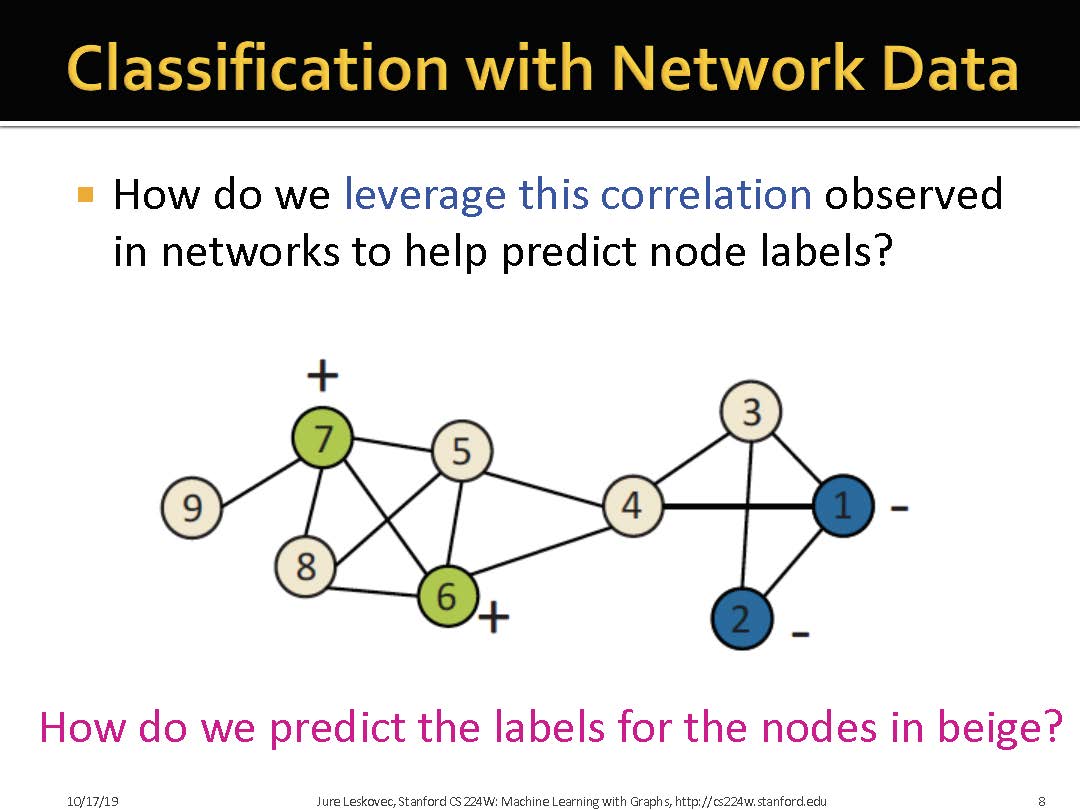 Classification with Network Data
How do we leverage this correlation observed
in networks to help predict node labels?
+
7
5
3
9
4
1 -
8
6 +
2 -
How do we predict the labels for the nodes in beige?
10/17/19 Jure Leskovec, Stanford CS224W: Machine Learning with Graphs, http://cs224w.stanford.edu 8